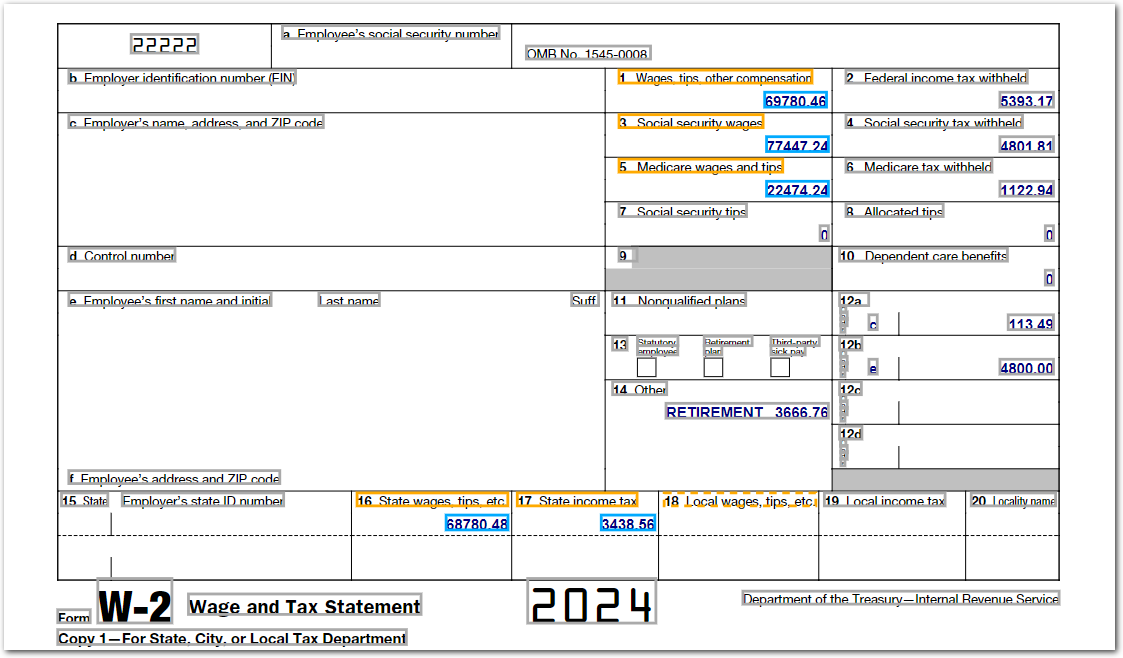 22222
a Employee's social security number
OMB No. 1545-0008
b Employer identification number (EIN)
1 Wages, tips, other compensation
69780.46
2 Federal income tax withheld
5393.17
c Employer's name, address, and ZIP code
3 Social security wages
77447.24
4 Social security tax withheld
4801.81
5 Medicare wages and tips
22474.24
6 Medicare tax withheld
1122.94
7 Social security tips
0
8 Allocated tips
0
d Control number
9
10 Dependent care benefits
0
e Employee's first name and initial Last name Suff.
11 Nonqualified plans
12a
c 113.49
13 Statutory employee Retirement plan Third-party sick pay
12b
e 4800.00
14 Other
RETIREMENT 3666.76
12c
12d
f Employee's address and ZIP code
15 State Employer's state ID number 16 State wages, tips, etc. 17 State income tax 18 Local wages, tips, etc. 19 Local income tax 20 Locality name
68780.48 3438.56
Form W-2 Wage and Tax Statement 2024 Department of the Treasury—Internal Revenue Service
Copy 1—For State, City, or Local Tax Department